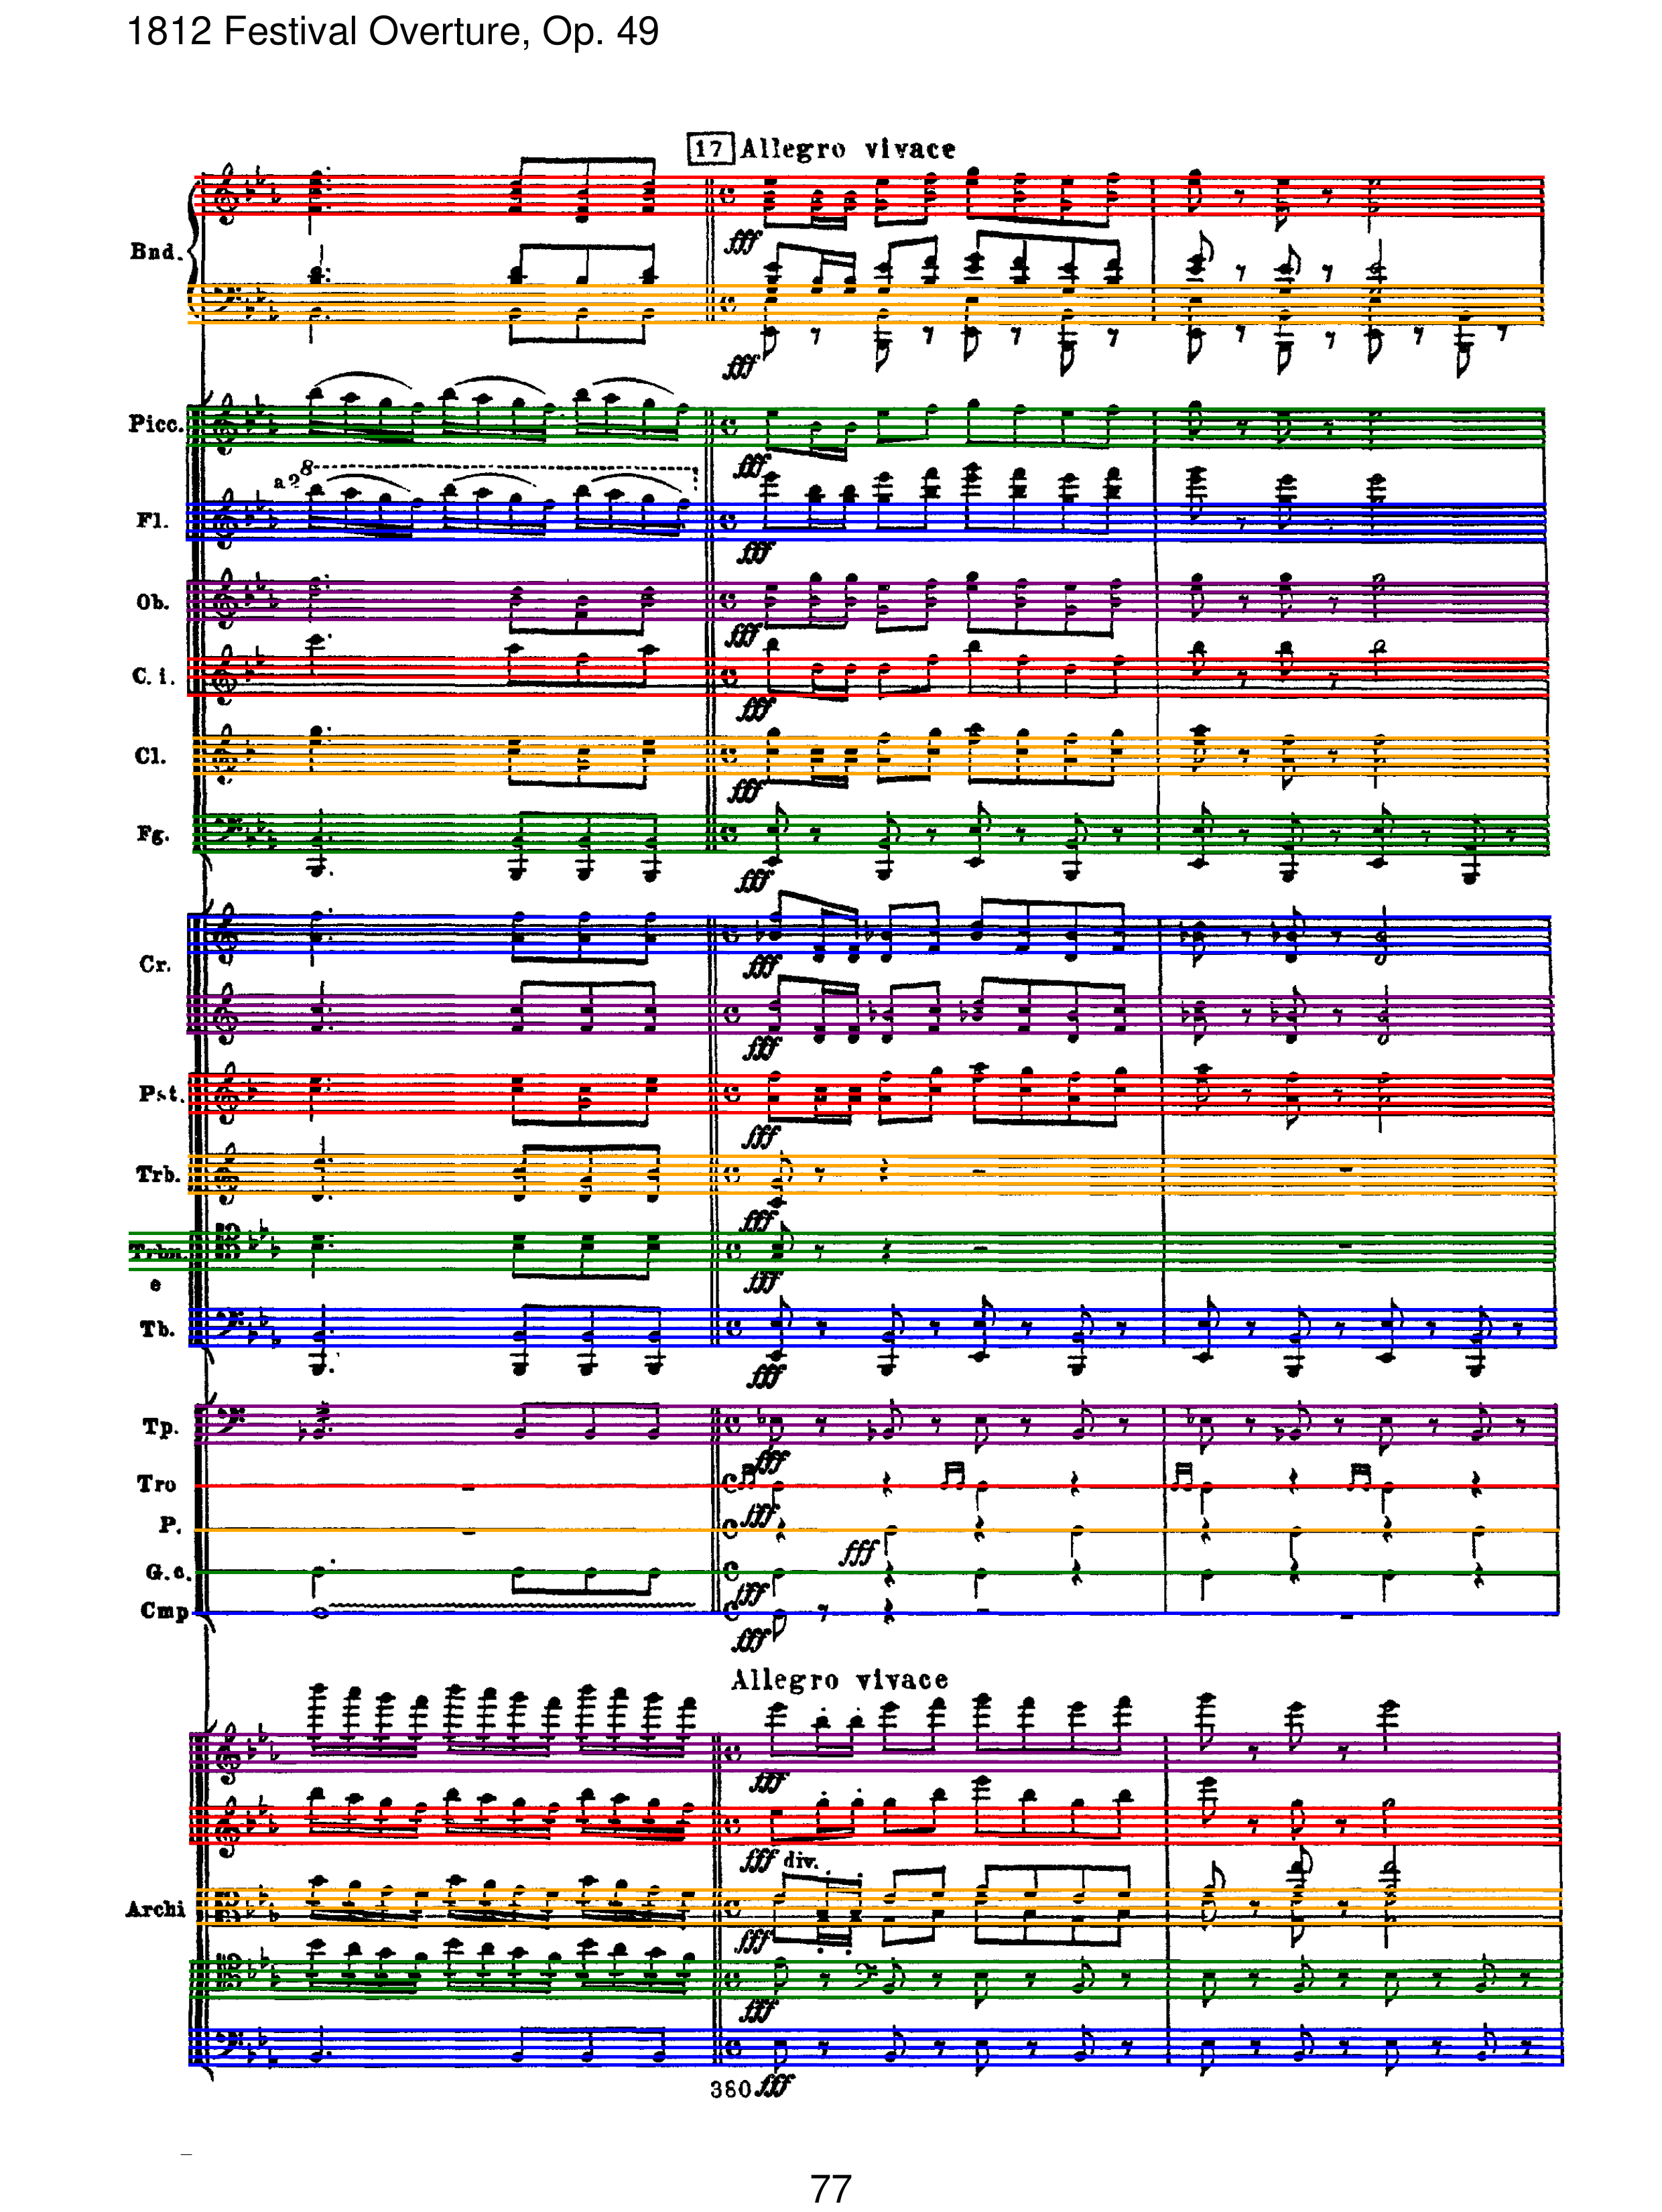 1812 Festival Overture, Op. 49
17 Allegro vivace
Bnd.
fff
fff
Picc.
fff
8
a2
Fl.
fff
Ob.
fff
C. i.
fff
Cl.
fff
Fg.
fff
Cr.
fff
fff
Pst.
fff
Trb.
fff
Trbn.
e
fff
Tb.
fff
Tp.
fff
Tro
fff
P.
fff
G.c.
fff
Cmp
fff
Allegro vivace
fff
fff div.
Archi
fff
fff
380 fff
77